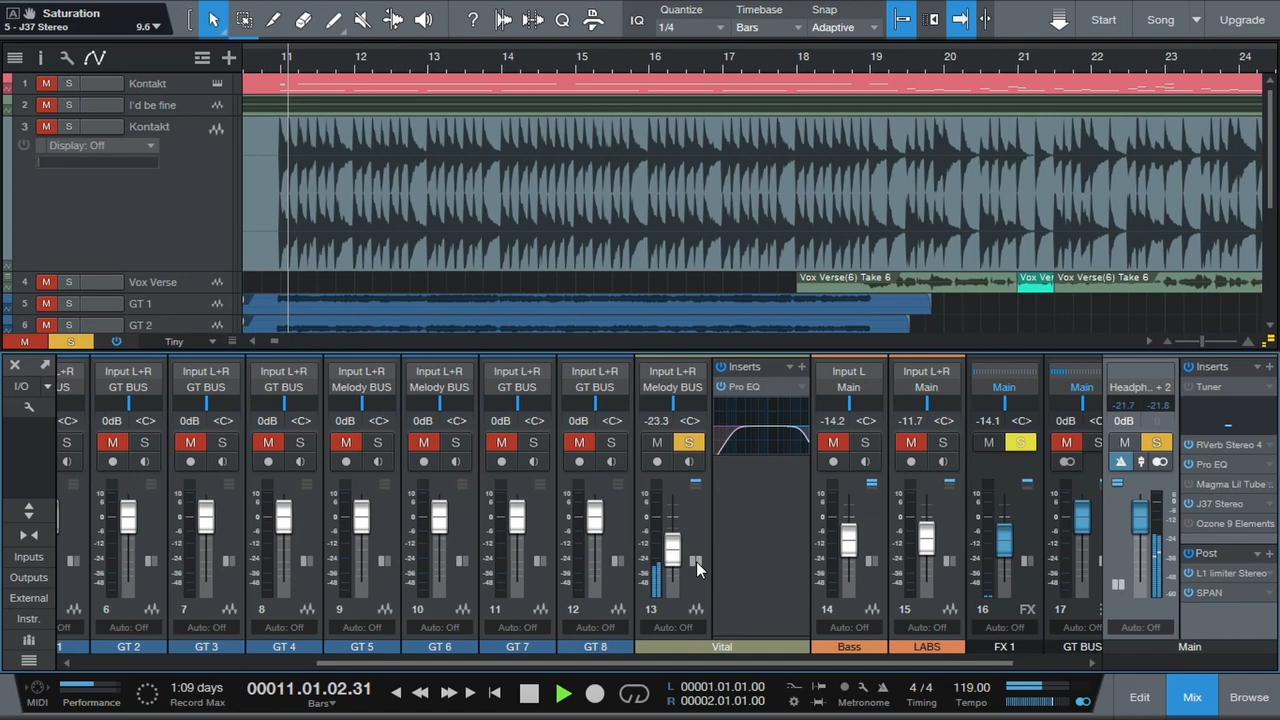 Saturation
5 - J37 Stereo 9.6
IQ
Quantize
1/4
Timebase
Bars
Snap
Adaptive
Start
Song
Upgrade
11 12 13 14 15 16 17 18 19 20 21 22 23 24
1 M S Kontakt
2 M S I'd be fine
3 M S Kontakt
Display: Off
4 M S Vox Verse
5 M S GT 1
6 M S GT 2
Vox Verse(6) Take 6
Vox Ver
Vox Verse(6) Take 6
M S Tiny
I/O
Inputs
Outputs
External
Instr.
Input L+R Input L+R Input L+R Input L+R Input L+R Input L+R Input L+R Input L+R Input L Input L+R
GT BUS GT BUS GT BUS Melody BUS Melody BUS GT BUS GT BUS Melody BUS Main Main Main Main Headph.. + 2
0dB <C> 0dB <C> 0dB <C> 0dB <C> 0dB <C> 0dB <C> 0dB <C> -23.3 <C> -14.2 <C> -11.7 <C> -14.1 <C> 0dB <C>
-21.7 -21.8
0dB
Inserts
Pro EQ
Inserts
Tuner
RVerb Stereo 4
Pro EQ
Magma Lil Tube
J37 Stereo
Ozone 9 Elements
Post
L1 limiter Stereo
SPAN
6 7 8 9 10 11 12 13 14 15 16 FX 17
Auto: Off Auto: Off Auto: Off Auto: Off Auto: Off Auto: Off Auto: Off Auto: Off Auto: Off Auto: Off Auto: Off Auto: Off Auto: Off
GT 2 GT 3 GT 4 GT 5 GT 6 GT 7 GT 8 Vital Bass LABS FX 1 GT BUS Main
MIDI
Performance
1:09 days
Record Max
00011.01.02.31
Bars
L 00001.01.01.00
R 00002.01.01.00
Metronome
4 / 4
Timing
119.00
Tempo
Edit
Mix
Browse